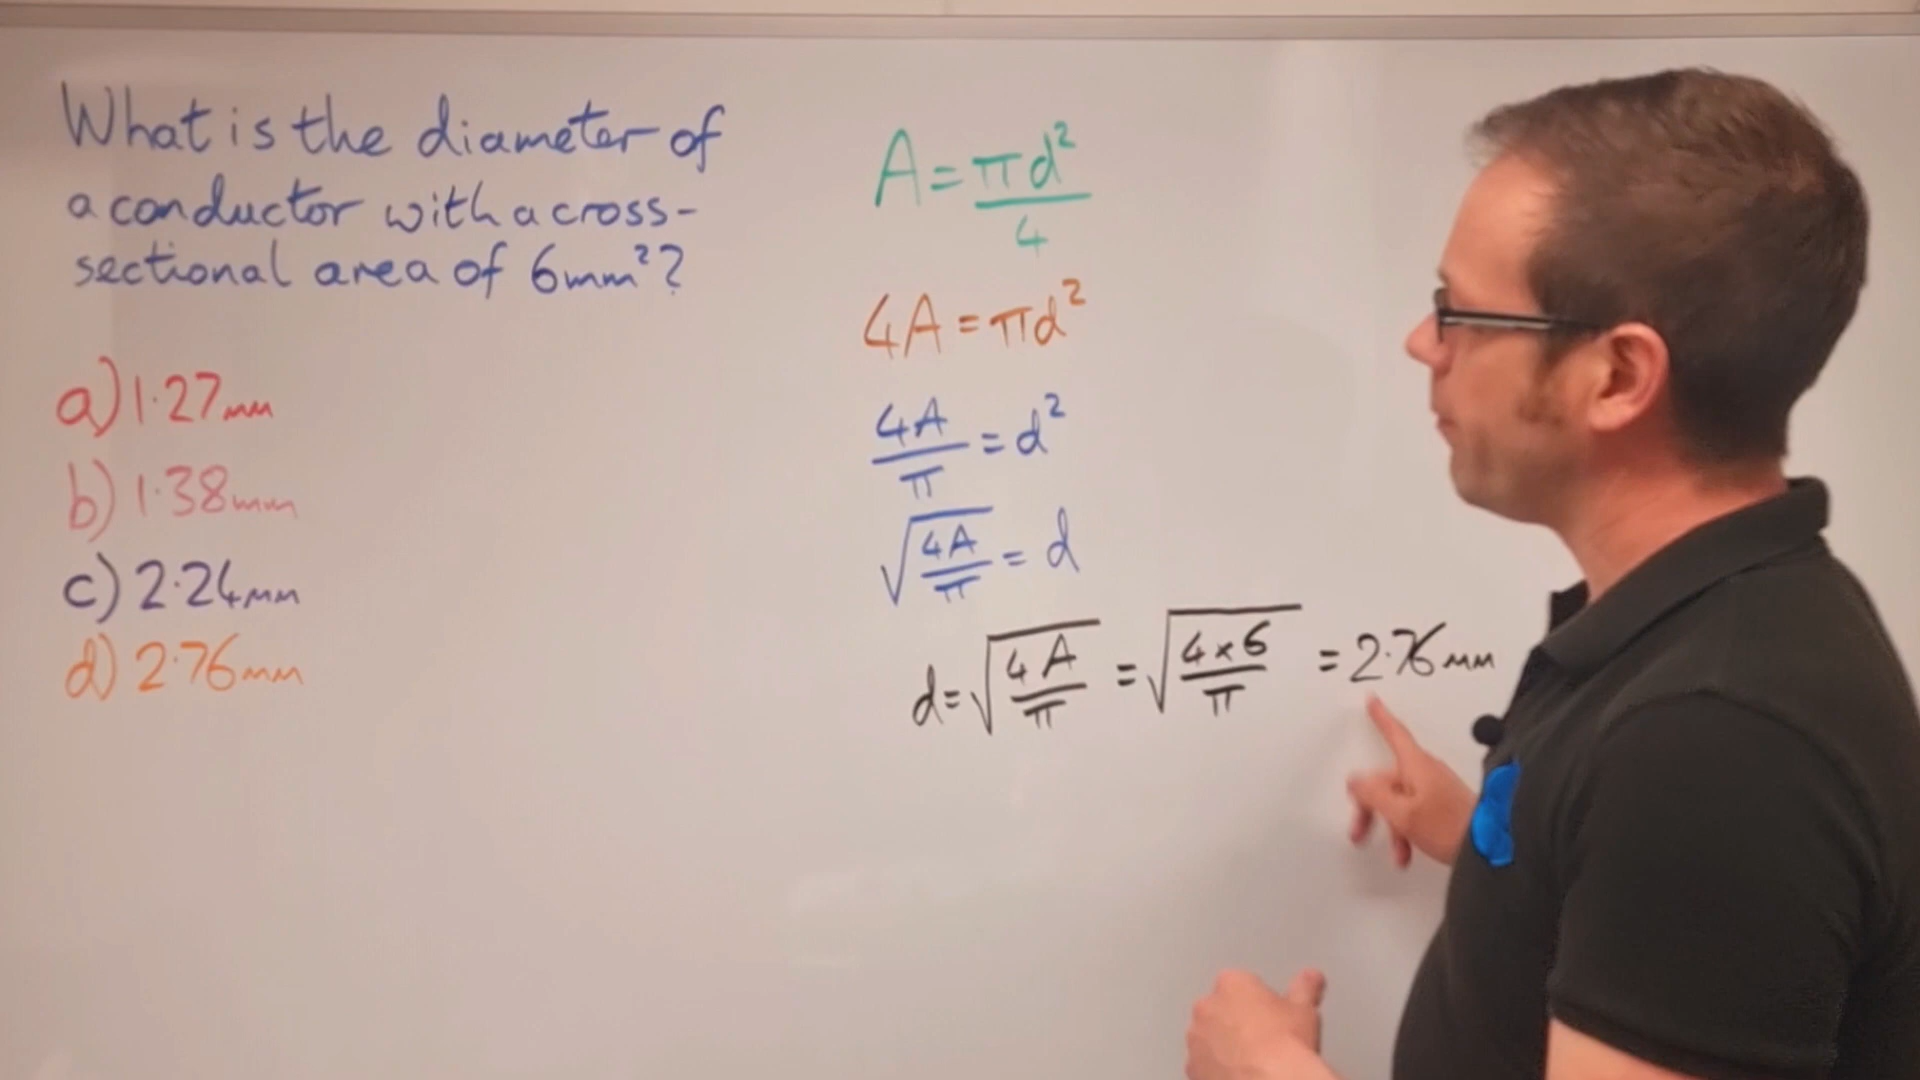 What is the diameter of
a conductor with a cross-
sectional area of 6mm²?
a) 1.27mm
b) 1.38mm
c) 2.24mm
d) 2.76mm
A = πd²/4
4A = πd²
4A/π = d²
√(4A/π) = d
d = √(4A/π) = √(4×6/π) = 2.76mm